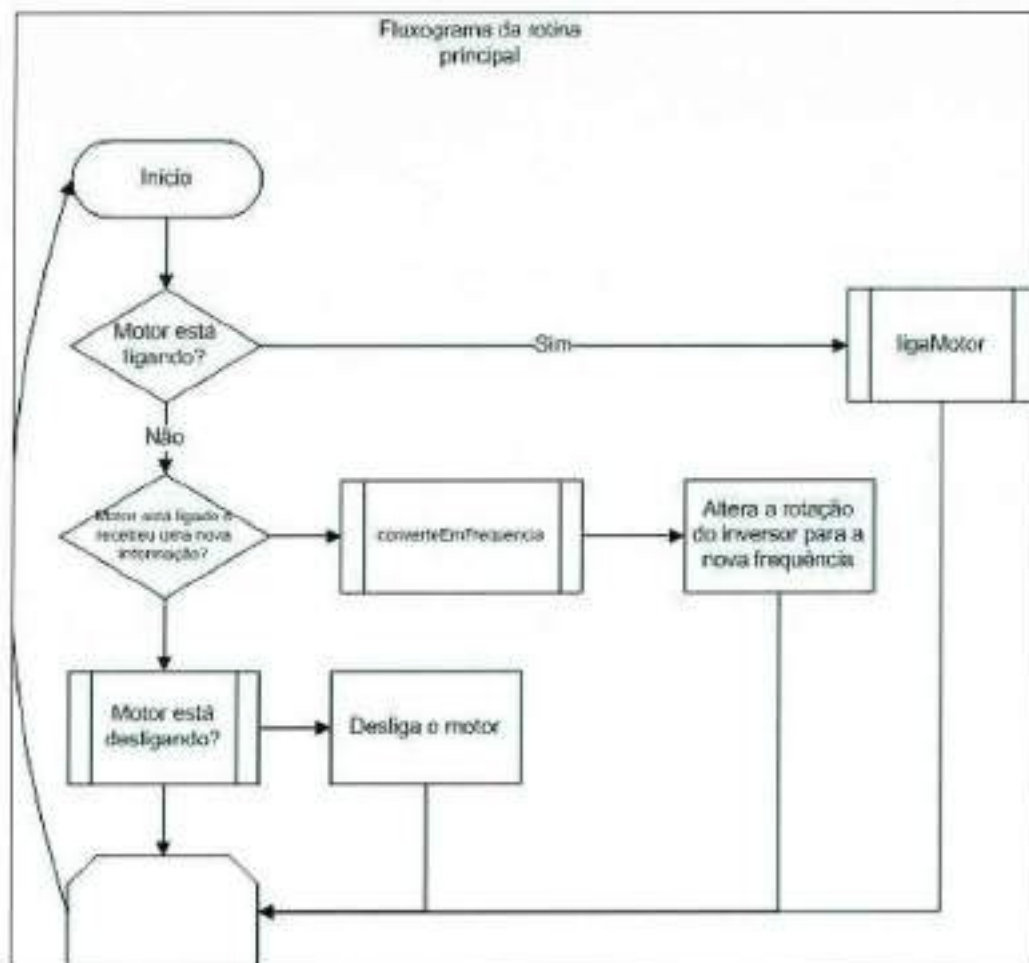 Fluxograma da rotina
principal
Início
Motor está
ligando?
Sim
ligaMotor
Não
Motor está ligado e
recebeu uma nova
informação?
converteEmFrequencia
Altera a rotação
do inversor para a
nova frequência
Motor está
desligando?
Desliga o motor